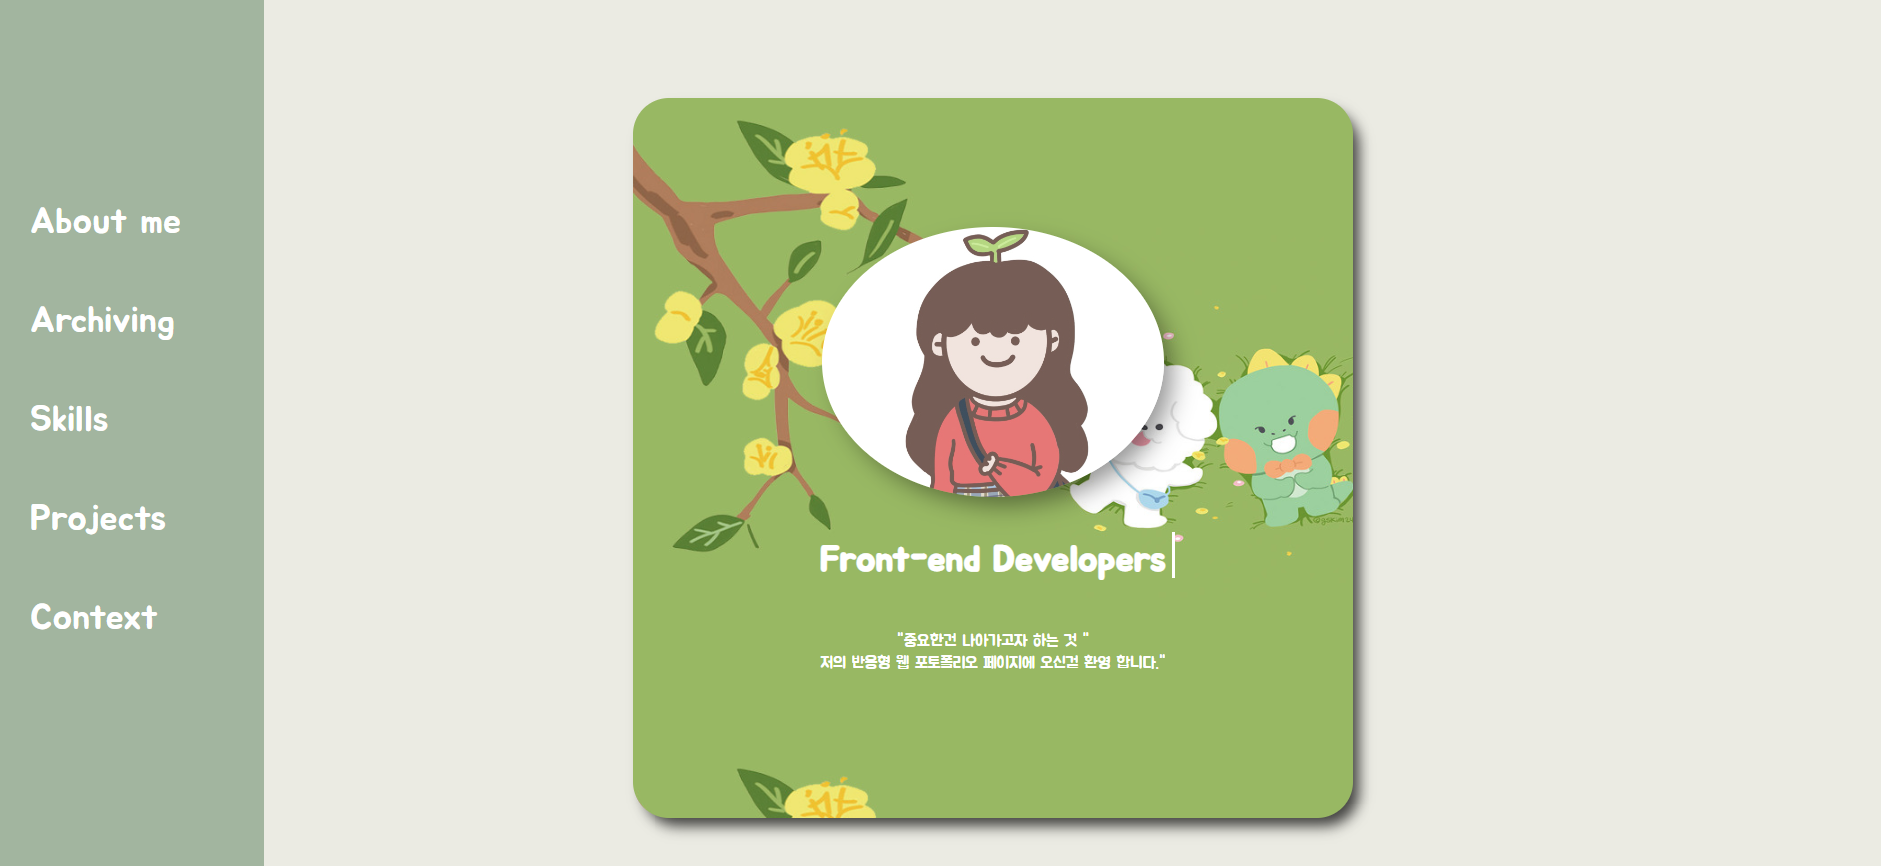 About me
Archiving
Skills
Projects
Context
Front-end Developers
"중요한건 나아가고자 하는 것 "
저의 반응형 웹 포토폴리오 페이지에 오신걸 환영 합니다."